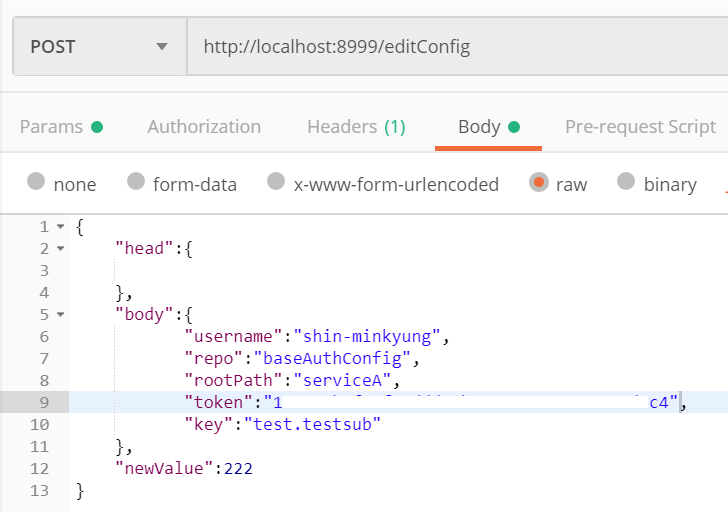 POST http://localhost:8999/editConfig
Params Authorization Headers (1) Body Pre-request Script
none form-data x-www-form-urlencoded raw binary
1 {
2 "head":{
3
4 },
5 "body":{
6 "username":"shin-minkyung",
7 "repo":"baseAuthConfig",
8 "rootPath":"serviceA",
9 "token":"1 c4",
10 "key":"test.testsub"
11 },
12 "newValue":222
13 }